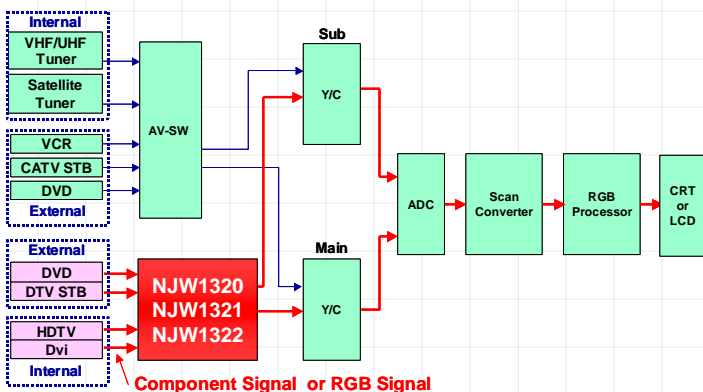 Internal
VHF/UHF
Tuner
Satellite
Tuner
VCR
CATV STB
DVD
External
AV-SW
Sub
Y/C
ADC
Scan
Converter
RGB
Processor
CRT
or
LCD
External
DVD
DTV STB
HDTV
Dvi
Internal
NJW1320
NJW1321
NJW1322
Main
Y/C
Component Signal or RGB Signal